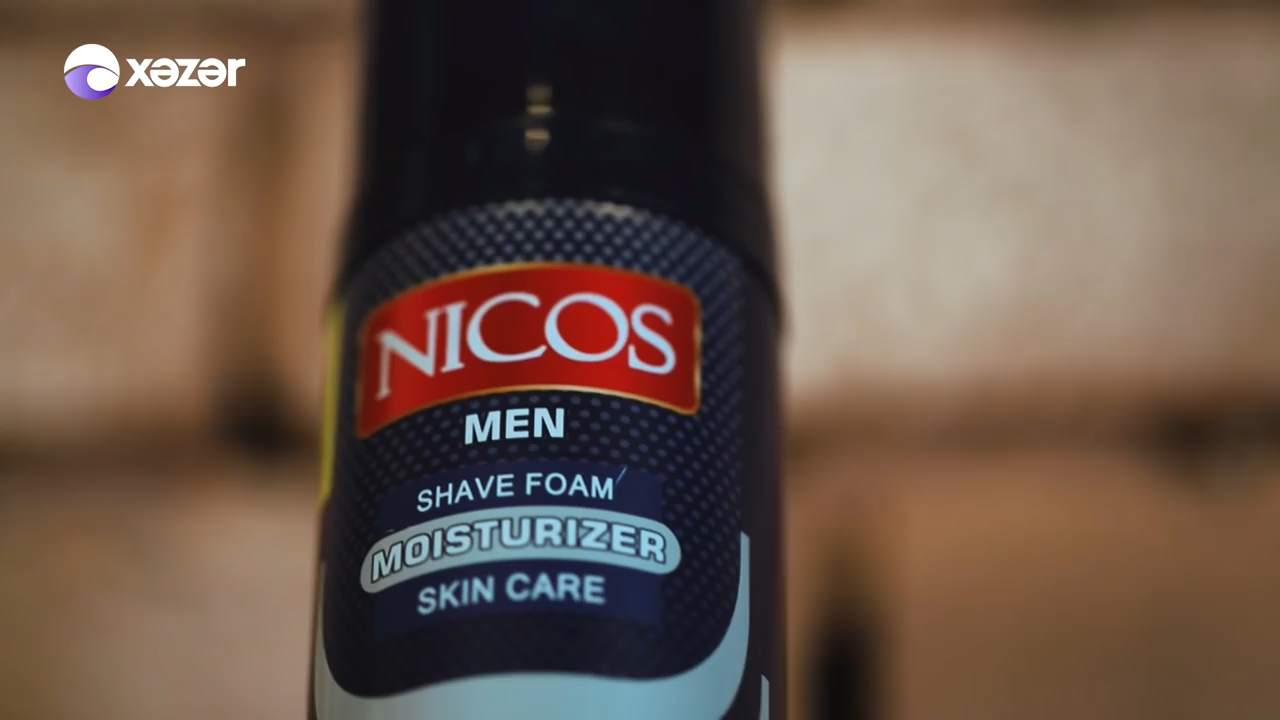 xəzər
NICOS
MEN
SHAVE FOAM
MOISTURIZER
SKIN CARE